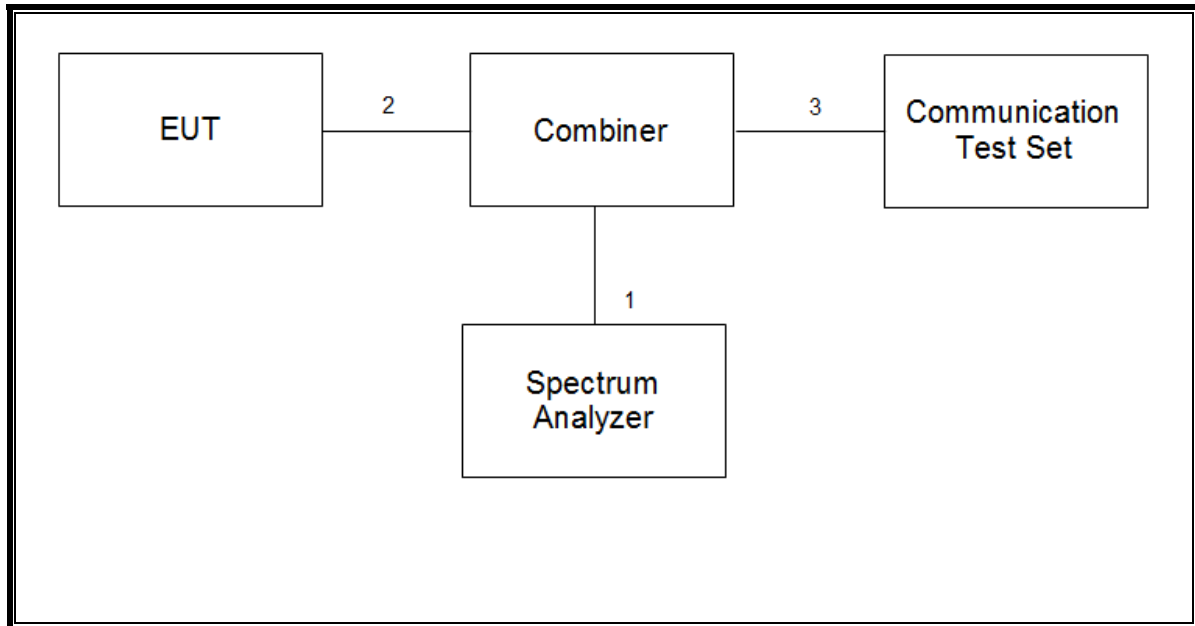 EUT
2
Combiner
3
Communication
Test Set
1
Spectrum
Analyzer